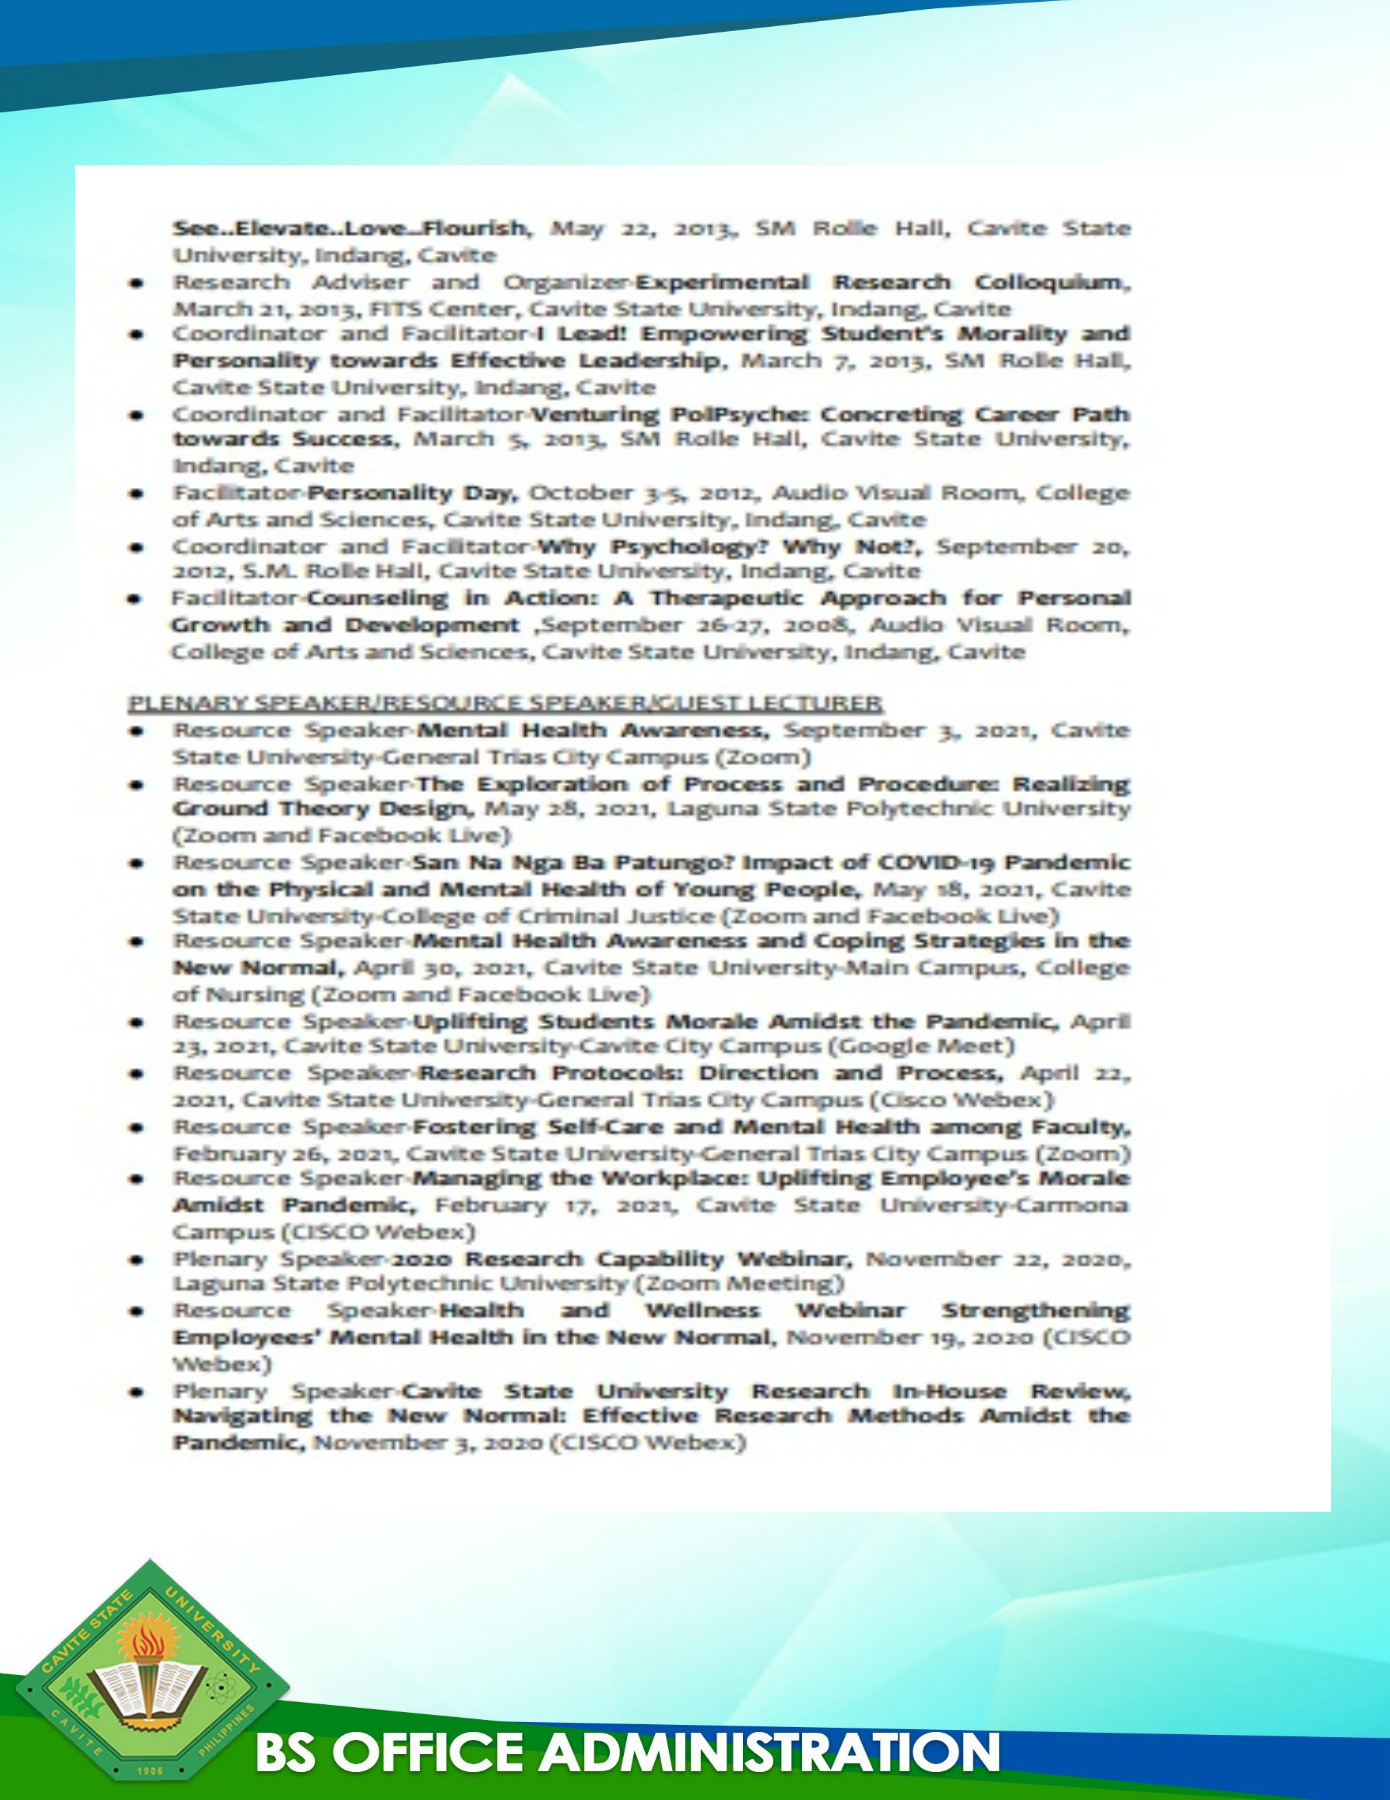 See..Elevate..Love..Flourish, May 22, 2013, SM Rolle Hall, Cavite State
University, Indang, Cavite
● Research Adviser and Organizer-Experimental Research Colloquium,
March 21, 2013, FITS Center, Cavite State University, Indang, Cavite
● Coordinator and Facilitator-I Lead! Empowering Student's Morality and
Personality towards Effective Leadership, March 7, 2013, SM Rolle Hall,
Cavite State University, Indang, Cavite
● Coordinator and Facilitator-Venturing PolPsyche: Concreting Career Path
towards Success, March 5, 2013, SM Rolle Hall, Cavite State University,
Indang, Cavite
● Facilitator-Personality Day, October 3-5, 2012, Audio Visual Room, College
of Arts and Sciences, Cavite State University, Indang, Cavite
● Coordinator and Facilitator-Why Psychology? Why Not?, September 20,
2012, S.M. Rolle Hall, Cavite State University, Indang, Cavite
● Facilitator-Counseling in Action: A Therapeutic Approach for Personal
Growth and Development ,September 26-27, 2008, Audio Visual Room,
College of Arts and Sciences, Cavite State University, Indang, Cavite
PLENARY SPEAKER/RESOURCE SPEAKER/GUEST LECTURER
● Resource Speaker-Mental Health Awareness, September 3, 2021, Cavite
State University-General Trias City Campus (Zoom)
● Resource Speaker-The Exploration of Process and Procedure: Realizing
Ground Theory Design, May 28, 2021, Laguna State Polytechnic University
(Zoom and Facebook Live)
● Resource Speaker-San Na Nga Ba Patungo? Impact of COVID-19 Pandemic
on the Physical and Mental Health of Young People, May 18, 2021, Cavite
State University-College of Criminal Justice (Zoom and Facebook Live)
● Resource Speaker-Mental Health Awareness and Coping Strategies in the
New Normal, April 30, 2021, Cavite State University-Main Campus, College
of Nursing (Zoom and Facebook Live)
● Resource Speaker-Uplifting Students Morale Amidst the Pandemic, April
23, 2021, Cavite State University-Cavite City Campus (Google Meet)
● Resource Speaker-Research Protocols: Direction and Process, April 22,
2021, Cavite State University-General Trias City Campus (Cisco Webex)
● Resource Speaker-Fostering Self-Care and Mental Health among Faculty,
February 26, 2021, Cavite State University-General Trias City Campus (Zoom)
● Resource Speaker-Managing the Workplace: Uplifting Employee's Morale
Amidst Pandemic, February 17, 2021, Cavite State University-Carmona
Campus (CISCO Webex)
● Plenary Speaker-2020 Research Capability Webinar, November 22, 2020,
Laguna State Polytechnic University (Zoom Meeting)
● Resource Speaker-Health and Wellness Webinar Strengthening
Employees' Mental Health in the New Normal, November 19, 2020 (CISCO
Webex)
● Plenary Speaker-Cavite State University Research In-House Review,
Navigating the New Normal: Effective Research Methods Amidst the
Pandemic, November 3, 2020 (CISCO Webex)
CAVITE STATE UNIVERSITY
CAVITE PHILIPPINES
1906
BS OFFICE ADMINISTRATION